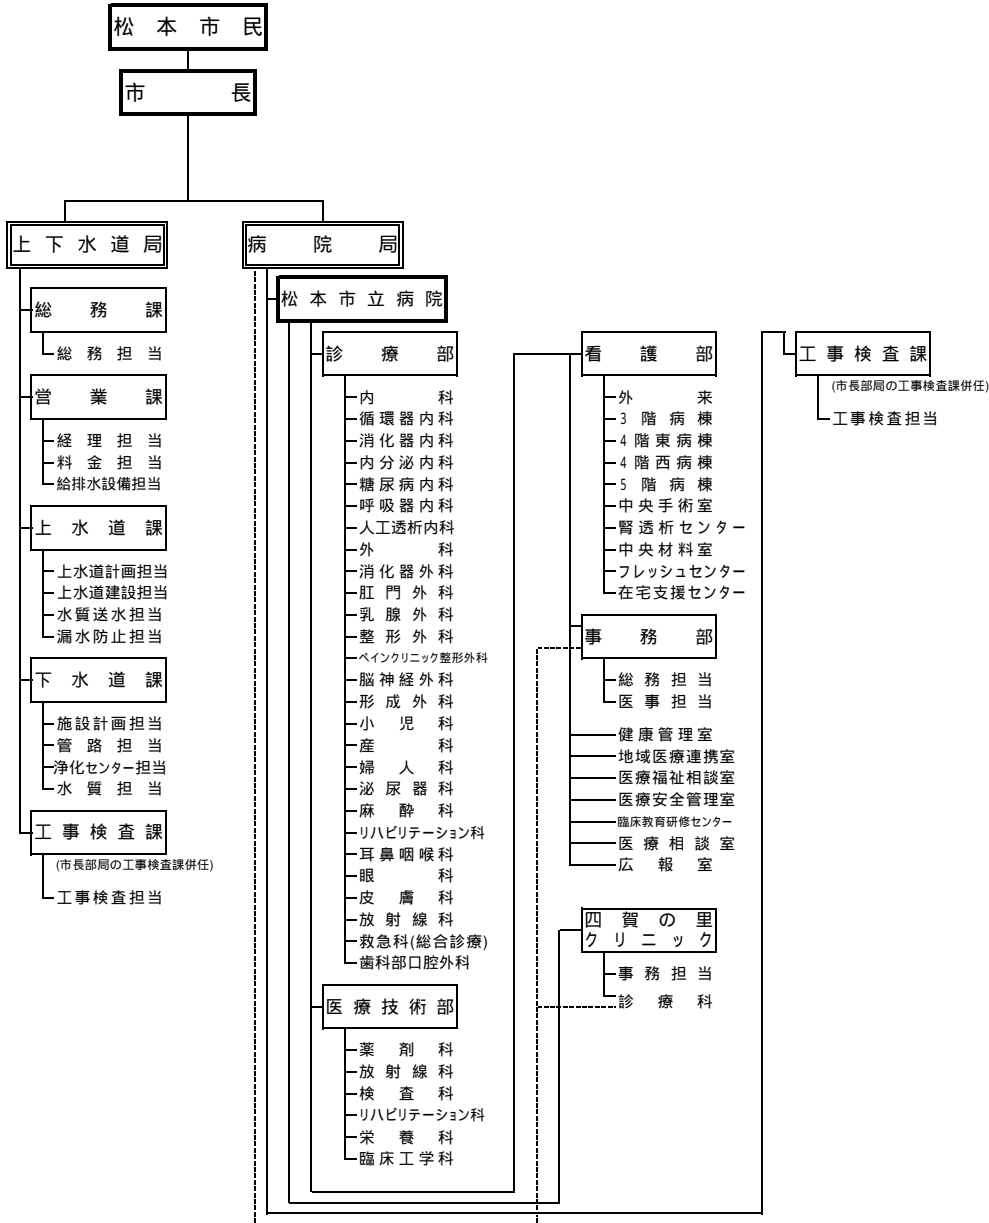 松本市民
市長
上下水道局
総務課
総務担当
営業課
経理担当
料金担当
給排水設備担当
上水道課
上水道計画担当
上水道建設担当
水質送水担当
漏水防止担当
下水道課
施設計画担当
管路担当
浄化センター担当
水質担当
工事検査課
(市長部局の工事検査課併任)
工事検査担当
病院局
松本市立病院
診療部
内科
循環器内科
消化器内科
内分泌内科
糖尿病内科
呼吸器内科
人工透析内科
外科
消化器外科
肛門外科
乳腺外科
整形外科
ペインクリニック整形外科
脳神経外科
形成外科
小児科
産科
婦人科
泌尿器科
麻酔科
リハビリテーション科
耳鼻咽喉科
眼科
皮膚科
放射線科
救急科(総合診療)
歯科部口腔外科
医療技術部
薬剤科
放射線科
検査科
リハビリテーション科
栄養科
臨床工学科
看護部
外来
3階病棟
4階東病棟
4階西病棟
5階病棟
中央手術室
腎透析センター
中央材料室
フレッシュセンター
在宅支援センター
事務部
総務担当
医事担当
健康管理室
地域医療連携室
医療福祉相談室
医療安全管理室
臨床教育研修センター
医療相談室
広報室
四賀の里
クリニック
事務担当
診療科
工事検査課
(市長部局の工事検査課併任)
工事検査担当